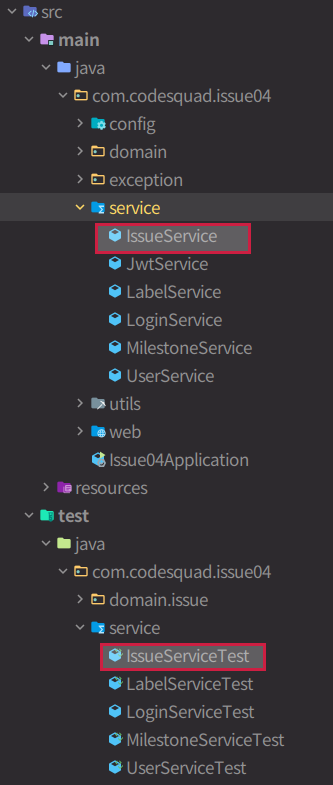 src
main
java
com.codesquad.issue04
config
domain
exception
service
IssueService
JwtService
LabelService
LoginService
MilestoneService
UserService
utils
web
Issue04Application
resources
test
java
com.codesquad.issue04
domain.issue
service
IssueServiceTest
LabelServiceTest
LoginServiceTest
MilestoneServiceTest
UserServiceTest